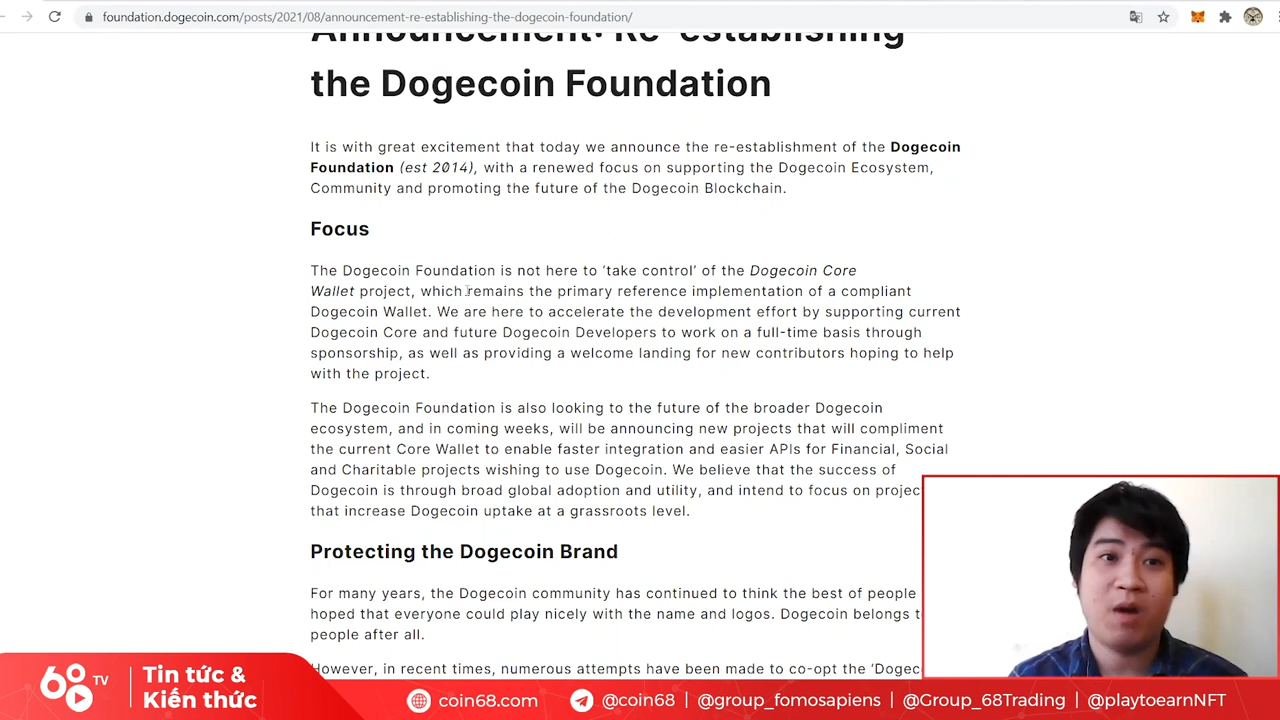 foundation.dogecoin.com/posts/2021/08/announcement-re-establishing-the-dogecoin-foundation/
Announcement: Re-establishing
the Dogecoin Foundation
It is with great excitement that today we announce the re-establishment of the Dogecoin
Foundation (est 2014), with a renewed focus on supporting the Dogecoin Ecosystem,
Community and promoting the future of the Dogecoin Blockchain.
Focus
The Dogecoin Foundation is not here to ‘take control’ of the Dogecoin Core
Wallet project, which remains the primary reference implementation of a compliant
Dogecoin Wallet. We are here to accelerate the development effort by supporting current
Dogecoin Core and future Dogecoin Developers to work on a full-time basis through
sponsorship, as well as providing a welcome landing for new contributors hoping to help
with the project.
The Dogecoin Foundation is also looking to the future of the broader Dogecoin
ecosystem, and in coming weeks, will be announcing new projects that will compliment
the current Core Wallet to enable faster integration and easier APIs for Financial, Social
and Charitable projects wishing to use Dogecoin. We believe that the success of
Dogecoin is through broad global adoption and utility, and intend to focus on projec
that increase Dogecoin uptake at a grassroots level.
Protecting the Dogecoin Brand
For many years, the Dogecoin community has continued to think the best of people
hoped that everyone could play nicely with the name and logos. Dogecoin belongs t
people after all.
However, in recent times, numerous attempts have been made to co-opt the ‘Dogec
68 TV
Tin tức &
Kiến thức
coin68.com
@coin68 | @group_fomosapiens | @Group_68Trading | @playtoearnNFT